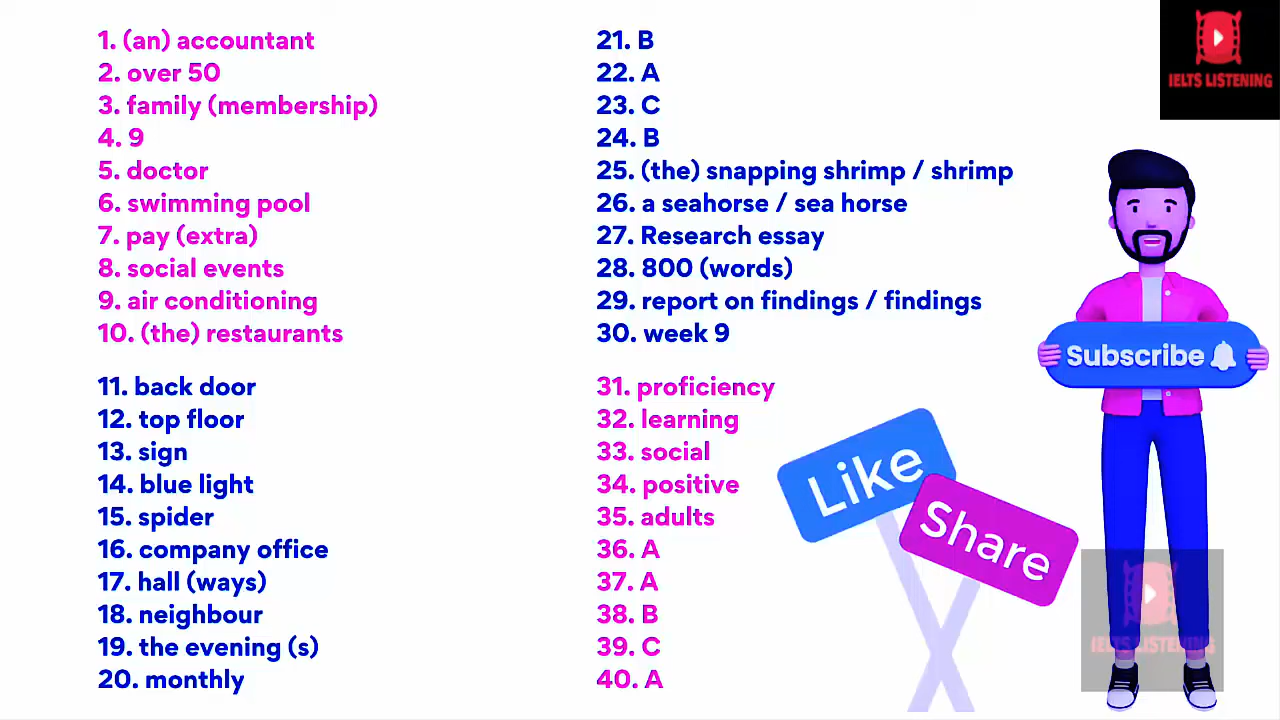 1. (an) accountant
2. over 50
3. family (membership)
4. 9
5. doctor
6. swimming pool
7. pay (extra)
8. social events
9. air conditioning
10. (the) restaurants
11. back door
12. top floor
13. sign
14. blue light
15. spider
16. company office
17. hall (ways)
18. neighbour
19. the evening (s)
20. monthly
21. B
22. A
23. C
24. B
25. (the) snapping shrimp / shrimp
26. a seahorse / sea horse
27. Research essay
28. 800 (words)
29. report on findings / findings
30. week 9
31. proficiency
32. learning
33. social
34. positive
35. adults
36. A
37. A
38. B
39. C
40. A
IELTS LISTENING
Subscribe
Like
Share
IELTS LISTENING